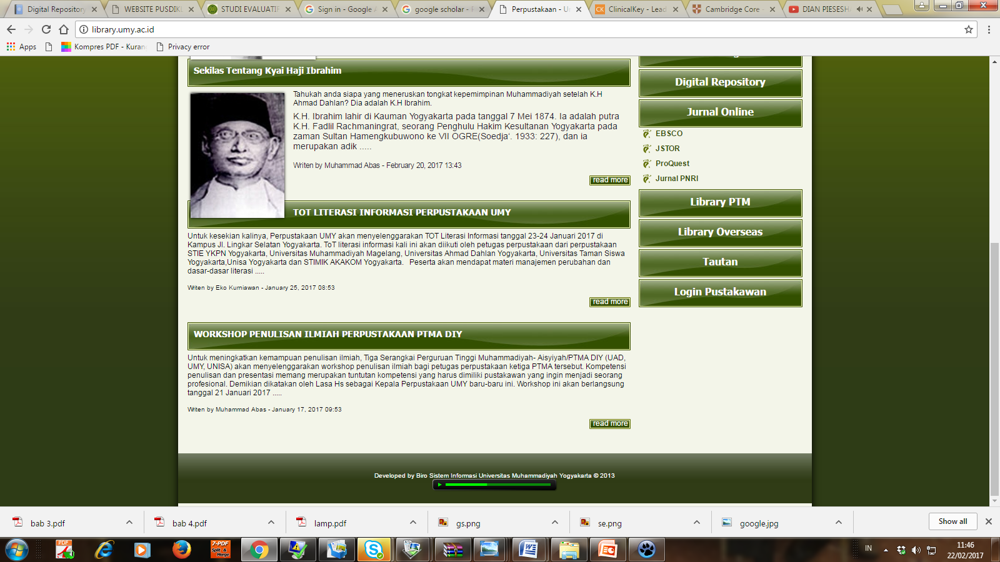 Digital Repository
WEBSITE PUSDIKL
STUDI EVALUATIF
Sign in - Google A
google scholar - P
Perpustakaan - Un
ClinicalKey - Lead
Cambridge Core -
DIAN PIESESHA
library.umy.ac.id
Apps
Kompres PDF - Kuran
Privacy error
Sekilas Tentang Kyai Haji Ibrahim
Tahukah anda siapa yang meneruskan tongkat kepemimpinan Muhammadiyah setelah K.H
Ahmad Dahlan? Dia adalah K.H Ibrahim.
K.H. Ibrahim lahir di Kauman Yogyakarta pada tanggal 7 Mei 1874. Ia adalah putra
K.H. Fadlil Rachmaningrat, seorang Penghulu Hakim Kesultanan Yogyakarta pada
zaman Sultan Hamengkubuwono ke VII OGRE(Soedja‘. 1933: 227), dan ia
merupakan adik .....
Writen by Muhammad Abas - February 20, 2017 13:43
read more
TOT LITERASI INFORMASI PERPUSTAKAAN UMY
Untuk kesekian kalinya, Perpustakaan UMY akan menyelenggarakan TOT Literasi Informasi tanggal 23-24 Januari 2017 di
Kampus Jl. Lingkar Selatan Yogyakarta. ToT literasi informasi kali ini akan diikuti oleh petugas perpustakaan dari perpustakaan
STIE YKPN Yogyakarta, Universitas Muhammadiyah Magelang, Universitas Ahmad Dahlan Yogyakarta, Universitas Taman Siswa
Yogyakarta,Unisa Yogyakarta dan STIMIK AKAKOM Yogyakarta. Peserta akan mendapat materi manajemen perubahan dan
dasar-dasar literasi .....
Writen by Eko Kurniawan - January 25, 2017 08:53
read more
WORKSHOP PENULISAN ILMIAH PERPUSTAKAAN PTMA DIY
Untuk meningkatkan kemampuan penulisan ilmiah, Tiga Serangkai Perguruan Tinggi Muhammadiyah- Aisyiyah/PTMA DIY (UAD,
UMY, UNISA) akan menyelenggarakan workshop penulisan ilmiah bagi petugas perpustakaan ketiga PTMA tersebut. Kompetensi
penulisan dan presentasi memang merupakan tuntutan kompetensi yang harus dimiliki pustakawan yang ingin menjadi seorang
profesional. Demikian dikatakan oleh Lasa Hs sebagai Kepala Perpustakaan UMY baru-baru ini. Workshop ini akan berlangsung
tanggal 21 Januari 2017 .....
Writen by Muhammad Abas - January 17, 2017 09:53
read more
Digital Repository
Jurnal Online
EBSCO
JSTOR
ProQuest
Jurnal PNRI
Library PTM
Library Overseas
Tautan
Login Pustakawan
Developed by Biro Sistem Informasi Universitas Muhammadiyah Yogyakarta © 2013
bab 3.pdf
bab 4.pdf
lamp.pdf
gs.png
se.png
google.jpg
Show all
PDF
7-PDF
Split &
Merge
IN
11:46
22/02/2017